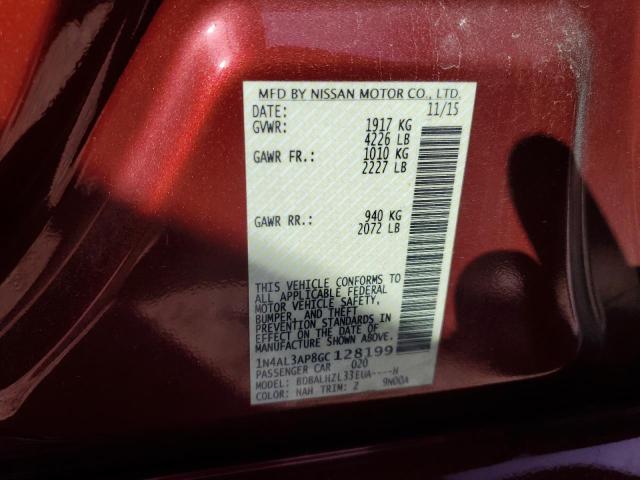 MFD BY NISSAN MOTOR CO., LTD.
DATE: 11/15
GVWR: 1917 KG
4226 LB
GAWR FR.: 1010 KG
2227 LB
GAWR RR.: 940 KG
2072 LB
THIS VEHICLE CONFORMS TO
ALL APPLICABLE FEDERAL
MOTOR VEHICLE SAFETY,
BUMPER, AND THEFT
PREVENTION STANDARDS IN
EFFECT ON THE DATE OF
MANUFACTURE SHOWN ABOVE.
1N4AL3AP8GC128199
PASSENGER CAR 020
MODEL: BDBALHZL33EUA----H
COLOR: NAH TRIM: Z 9N00A